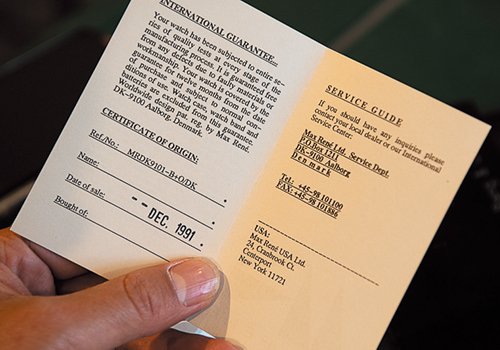 INTERNATIONAL GUARANTEE..
Your watch has been subjected to entire se-
ries of quality tests at every stage of the
manufacturing process. It is guaranteed free
from any defects due to faulty materials by
workmanship. Your watch is covered by the
guarantee for twelve months from the date
of purchase and subject to normal con-
ditions of use. Watch case, watch band and
batteries are excluded from this guarantee.
Worldwide design pat. reg. by Max René.
DK-9100 Aalborg Denmark.
CERTIFICATE OF ORIGIN:
Ref./No.: MRDK9101-B+O/DK
Name:
Date of sale:
-- DEC. 1991
Bought of:
SERVICE GUIDE
If you should have any inquiries please
contact your local dealer or our International
Service Center:
Max René Ltd. Service Dept.
P.O.Box 1211
DK-9100 Aalborg
Denmark
Tel.: +45-98 101100
FAX: +45-98 101886
USA:
Max René USA Ltd.
24, Cranbrook Ct.
Centerport
New York 11721